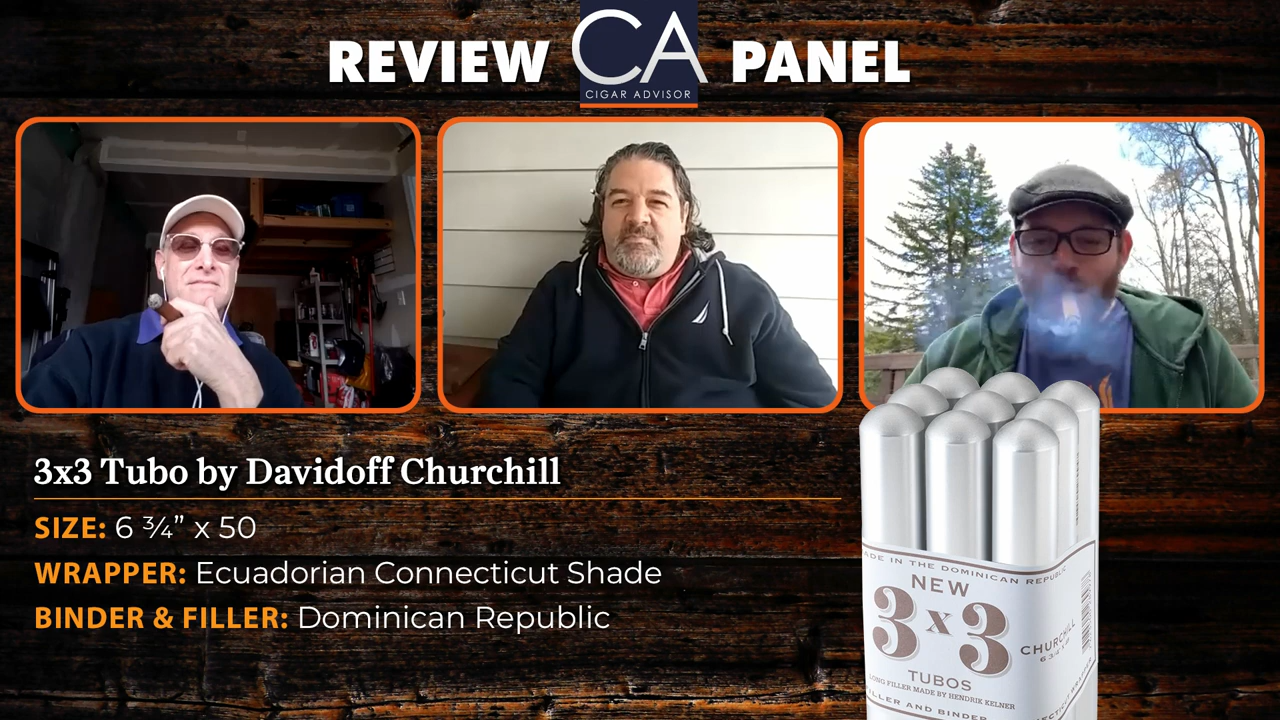 REVIEW CA PANEL
CIGAR ADVISOR
3x3 Tubo by Davidoff Churchill
SIZE: 6 ¾” x 50
WRAPPER: Ecuadorian Connecticut Shade
BINDER & FILLER: Dominican Republic
ADE IN THE DOMINICAN REPUBLIC
NEW
3x3
CHURCHILL
TUBOS
LONG FILLER MADE BY HENDRIK KELNER
ILLER AND BINDER